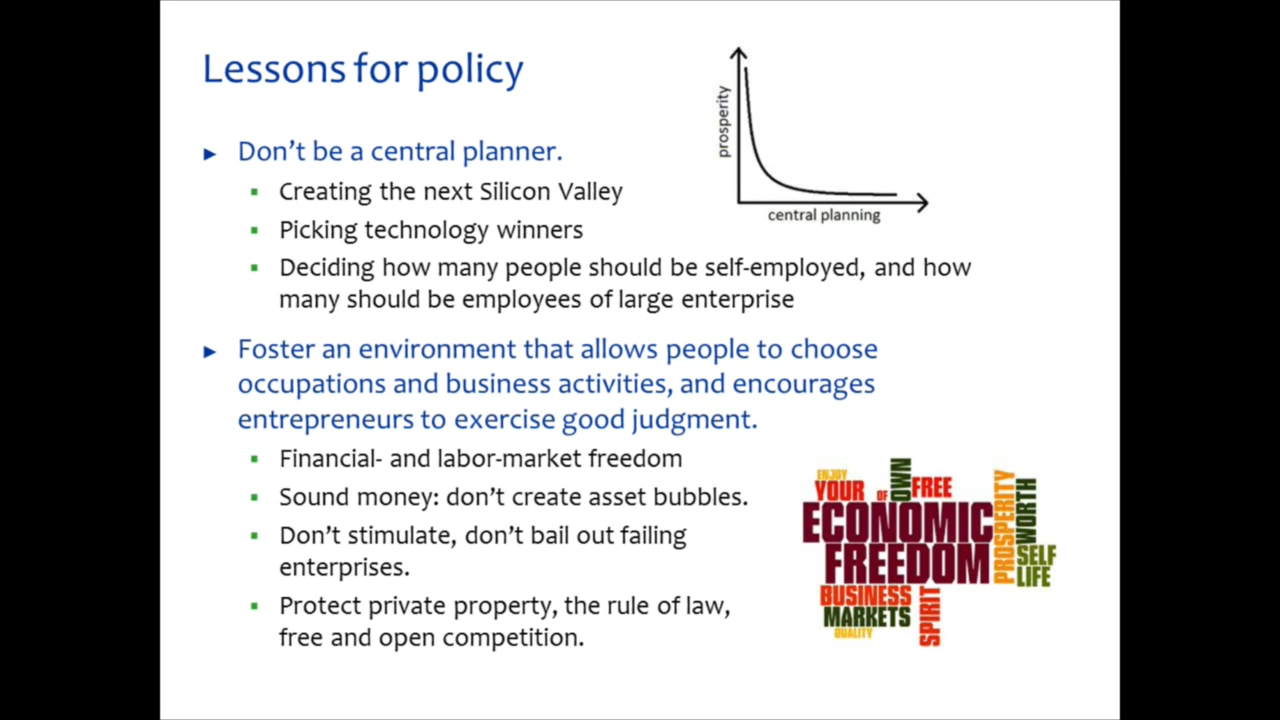 Lessons for policy
prosperity
central planning
► Don't be a central planner.
▪ Creating the next Silicon Valley
▪ Picking technology winners
▪ Deciding how many people should be self-employed, and how
many should be employees of large enterprise
► Foster an environment that allows people to choose
occupations and business activities, and encourages
entrepreneurs to exercise good judgment.
▪ Financial- and labor-market freedom
▪ Sound money: don't create asset bubbles.
▪ Don't stimulate, don't bail out failing
enterprises.
▪ Protect private property, the rule of law,
free and open competition.
ENJOY
YOUR
OF
OWN
FREE
ECONOMIC
FREEDOM
PROSPERITY
WORTH
SELF
LIFE
BUSINESS
MARKETS
QUALITY
SPIRIT